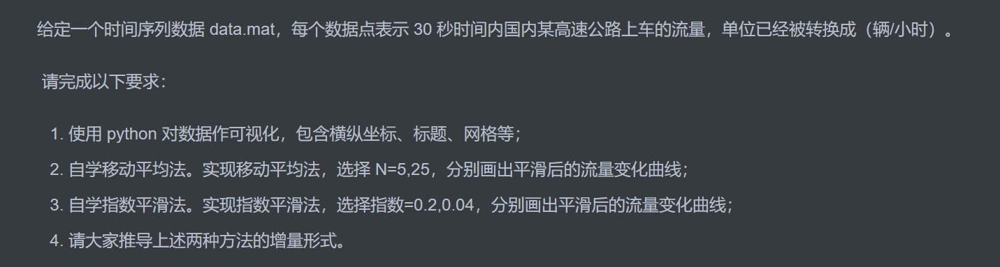 给定一个时间序列数据 data.mat，每个数据点表示 30 秒时间内国内某高速公路上车的流量，单位已经被转换成（辆/小时）。
请完成以下要求：
1. 使用 python 对数据作可视化，包含横纵坐标、标题、网格等；
2. 自学移动平均法。实现移动平均法，选择 N=5,25，分别画出平滑后的流量变化曲线；
3. 自学指数平滑法。实现指数平滑法，选择指数=0.2,0.04，分别画出平滑后的流量变化曲线；
4. 请大家推导上述两种方法的增量形式。